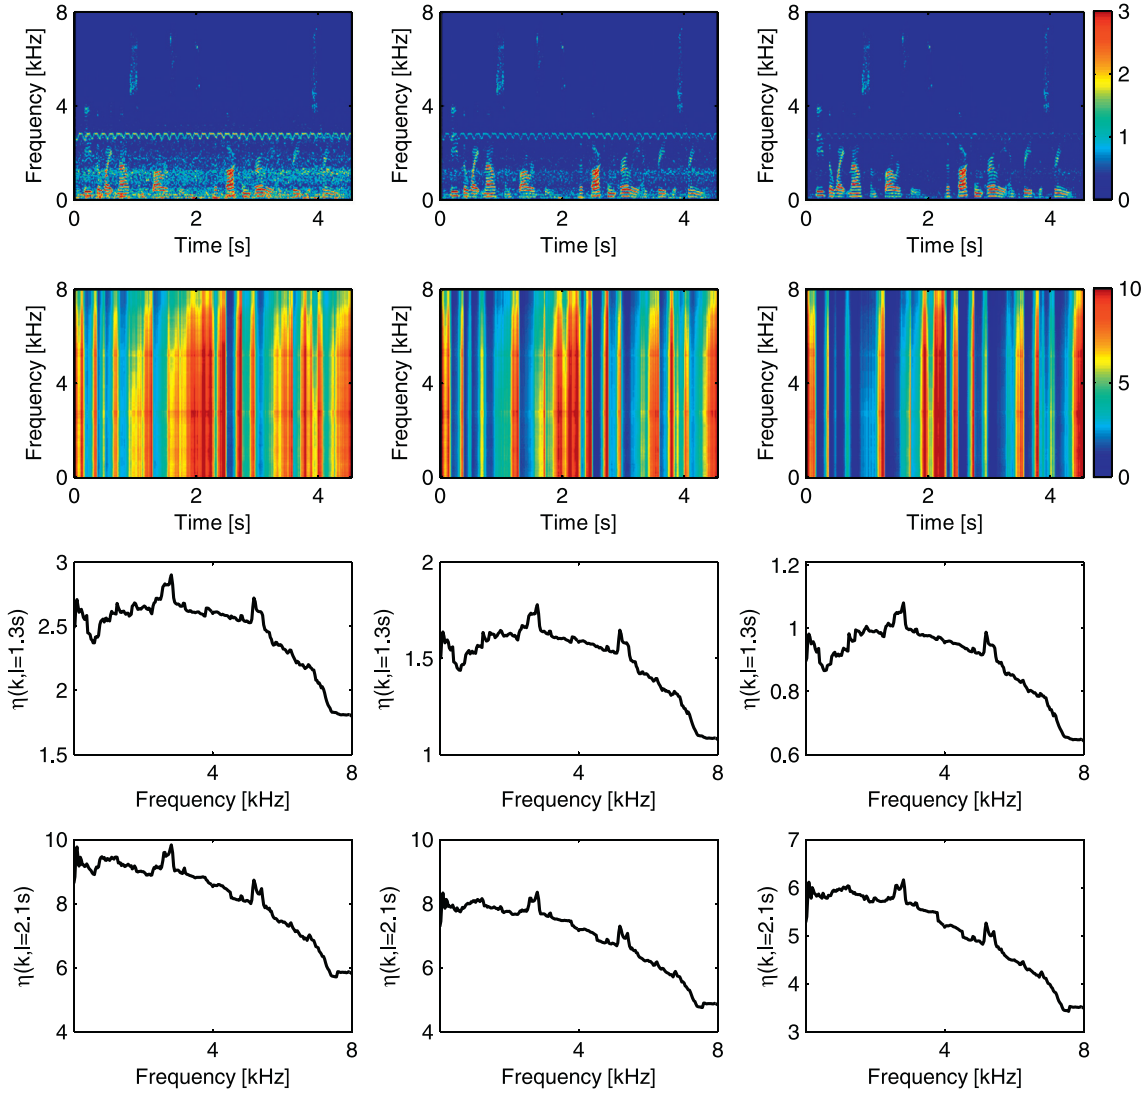 8
4
0
Frequency [kHz]
0 2 4
Time [s]
8
4
0
Frequency [kHz]
0 2 4
Time [s]
8
4
0
Frequency [kHz]
0 2 4
Time [s]
3
2
1
0
8
4
0
Frequency [kHz]
0 2 4
Time [s]
8
4
0
Frequency [kHz]
0 2 4
Time [s]
8
4
0
Frequency [kHz]
0 2 4
Time [s]
10
5
0
3
2.5
2
1.5
η(k,l=1.3s)
4 8
Frequency [kHz]
2
1.5
1
η(k,l=1.3s)
4 8
Frequency [kHz]
1.2
1
0.8
0.6
η(k,l=1.3s)
4 8
Frequency [kHz]
10
8
6
4
η(k,l=2.1s)
4 8
Frequency [kHz]
10
8
6
4
η(k,l=2.1s)
4 8
Frequency [kHz]
7
6
5
4
3
η(k,l=2.1s)
4 8
Frequency [kHz]